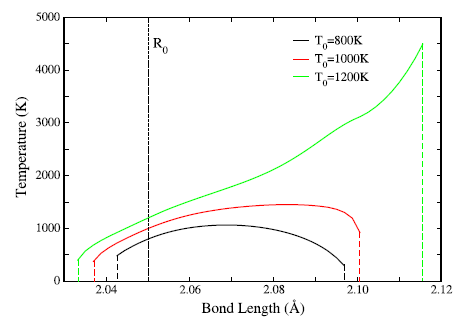 5000
R0
T0=800K
T0=1000K
T0=1200K
4000
3000
2000
1000
0
Temperature (K)
2.04
2.06
2.08
2.10
2.12
Bond Length (Å)